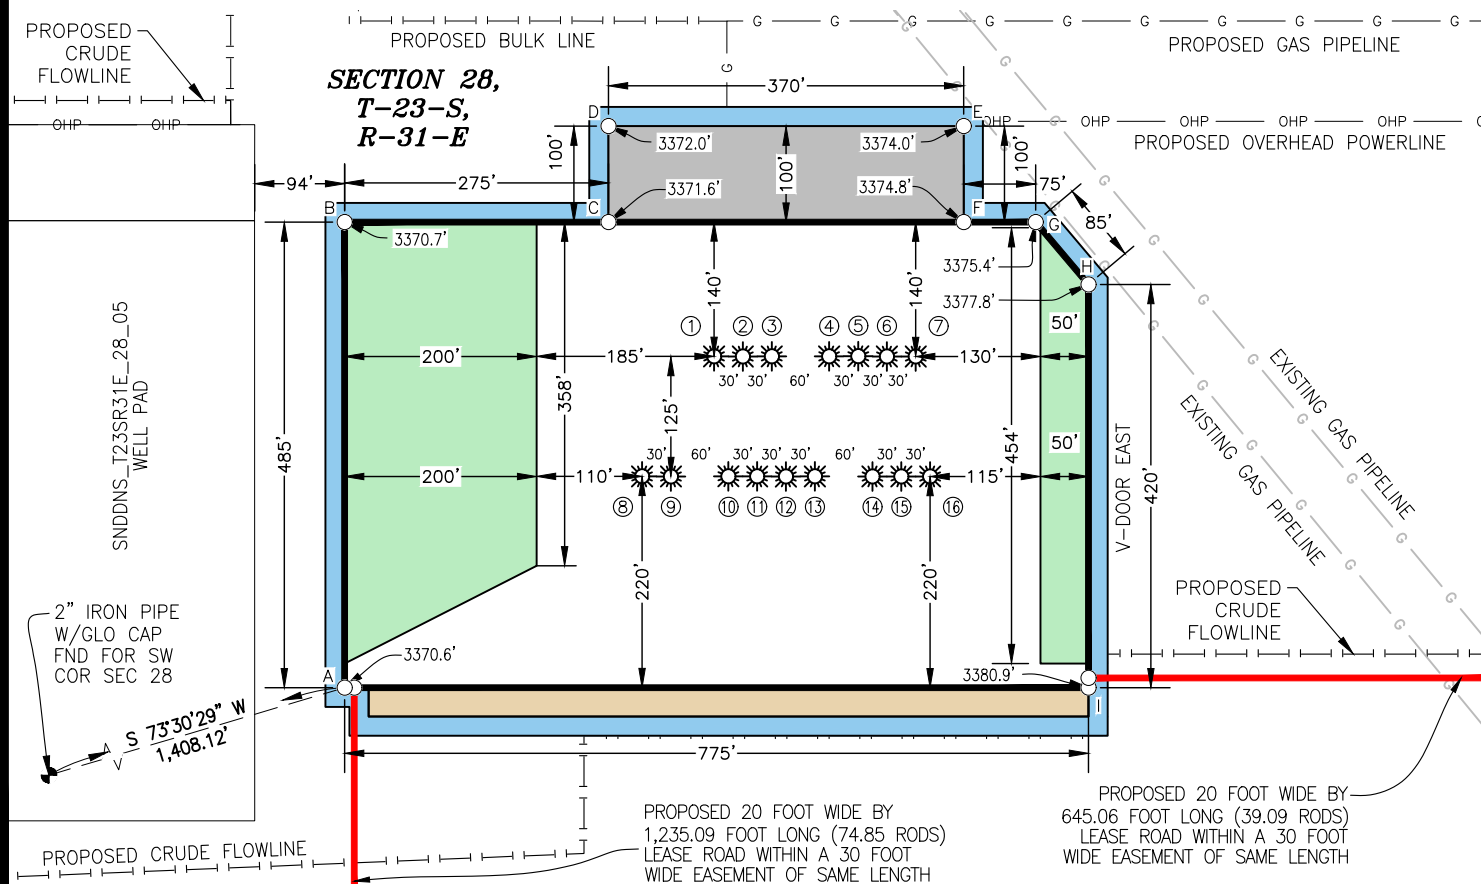 PROPOSED
CRUDE
FLOWLINE
PROPOSED BULK LINE
G G G G G G G G G G
PROPOSED GAS PIPELINE
SECTION 28,
T-23-S,
R-31-E
G
370'
D
E
OHP OHP
OHP OHP OHP OHP OHP
PROPOSED OVERHEAD POWERLINE
3372.0'
3374.0'
100'
100'
100'
94'
275'
3371.6'
3374.8'
75'
B
C
F
G
85'
3370.7'
3375.4'
H
3377.8'
140'
140'
50'
1 2 3 4 5 6 7
200'
185'
130'
30' 30' 60' 30' 30' 30'
358'
125'
454'
485'
SNDDNS_T23SR31E_28_05
WELL PAD
EXISTING GAS PIPELINE
EXISTING GAS PIPELINE
G G G G G G G G G G G G G G
V-DOOR EAST
420'
50'
30' 60' 30' 30' 30' 60' 30' 30'
200'
110'
115'
8 9 10 11 12 13 14 15 16
220'
220'
2" IRON PIPE
W/GLO CAP
FND FOR SW
COR SEC 28
PROPOSED
CRUDE
FLOWLINE
3370.6'
3380.9'
A
I
S 73°30'29" W
1,408.12'
775'
PROPOSED 20 FOOT WIDE BY
1,235.09 FOOT LONG (74.85 RODS)
LEASE ROAD WITHIN A 30 FOOT
WIDE EASEMENT OF SAME LENGTH
PROPOSED 20 FOOT WIDE BY
645.06 FOOT LONG (39.09 RODS)
LEASE ROAD WITHIN A 30 FOOT
WIDE EASEMENT OF SAME LENGTH
PROPOSED CRUDE FLOWLINE